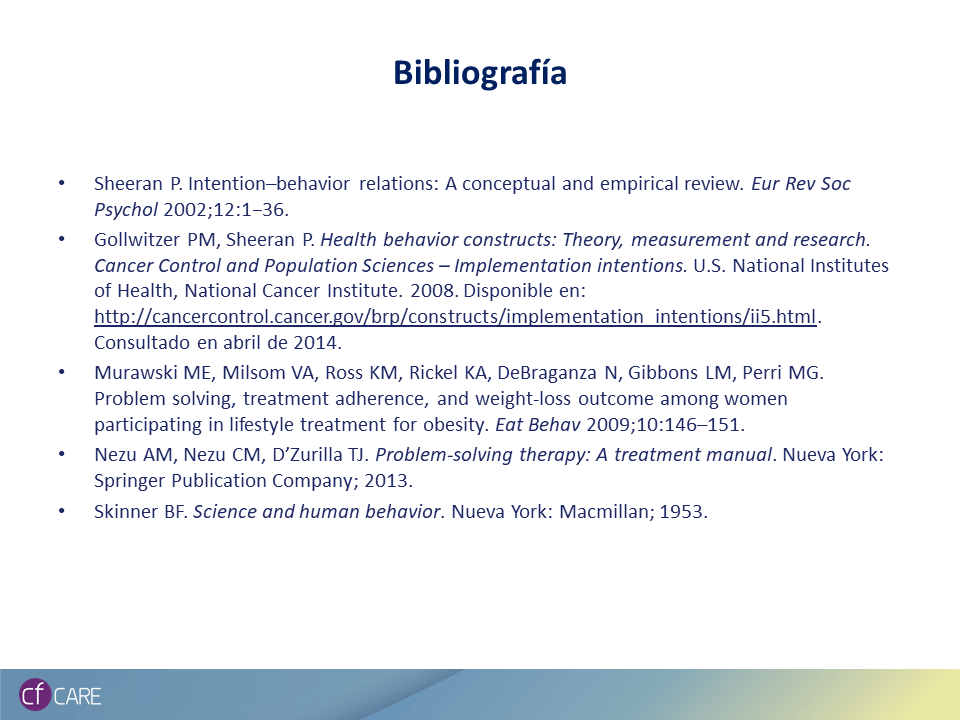 Bibliografía
• Sheeran P. Intention–behavior relations: A conceptual and empirical review. Eur Rev Soc
Psychol 2002;12:1–36.
• Gollwitzer PM, Sheeran P. Health behavior constructs: Theory, measurement and research.
Cancer Control and Population Sciences – Implementation intentions. U.S. National Institutes
of Health, National Cancer Institute. 2008. Disponible en:
http://cancercontrol.cancer.gov/brp/constructs/implementation_intentions/ii5.html.
Consultado en abril de 2014.
• Murawski ME, Milsom VA, Ross KM, Rickel KA, DeBraganza N, Gibbons LM, Perri MG.
Problem solving, treatment adherence, and weight-loss outcome among women
participating in lifestyle treatment for obesity. Eat Behav 2009;10:146–151.
• Nezu AM, Nezu CM, D’Zurilla TJ. Problem-solving therapy: A treatment manual. Nueva York:
Springer Publication Company; 2013.
• Skinner BF. Science and human behavior. Nueva York: Macmillan; 1953.
cf CARE